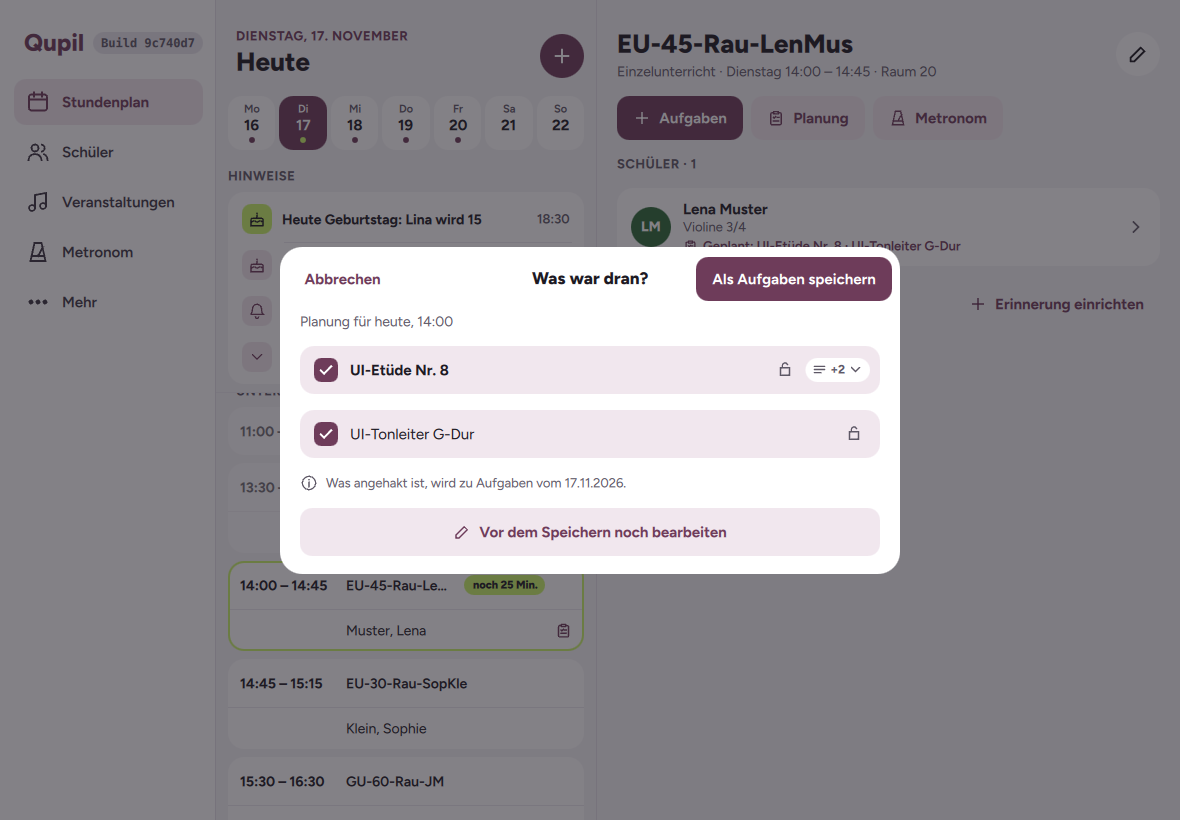 Qupil
Build 9c740d7
Stundenplan
Schüler
Veranstaltungen
Metronom
Mehr
DIENSTAG, 17. NOVEMBER
Heute
Mo Di Mi Do Fr Sa So
16 17 18 19 20 21 22
HINWEISE
Heute Geburtstag: Lina wird 15 18:30
11:00
13:30
14:00 – 14:45 EU-45-Rau-Le... noch 25 Min.
Muster, Lena
14:45 – 15:15 EU-30-Rau-SopKle
Klein, Sophie
15:30 – 16:30 GU-60-Rau-JM
EU-45-Rau-LenMus
Einzelunterricht · Dienstag 14:00 – 14:45 · Raum 20
Aufgaben
Planung
Metronom
SCHÜLER · 1
LM
Lena Muster
Violine 3/4
Geplant: UI-Etüde Nr. 8 · UI-Tonleiter G-Dur
Erinnerung einrichten
Abbrechen
Was war dran?
Als Aufgaben speichern
Planung für heute, 14:00
UI-Etüde Nr. 8 +2
UI-Tonleiter G-Dur
Was angehakt ist, wird zu Aufgaben vom 17.11.2026.
Vor dem Speichern noch bearbeiten